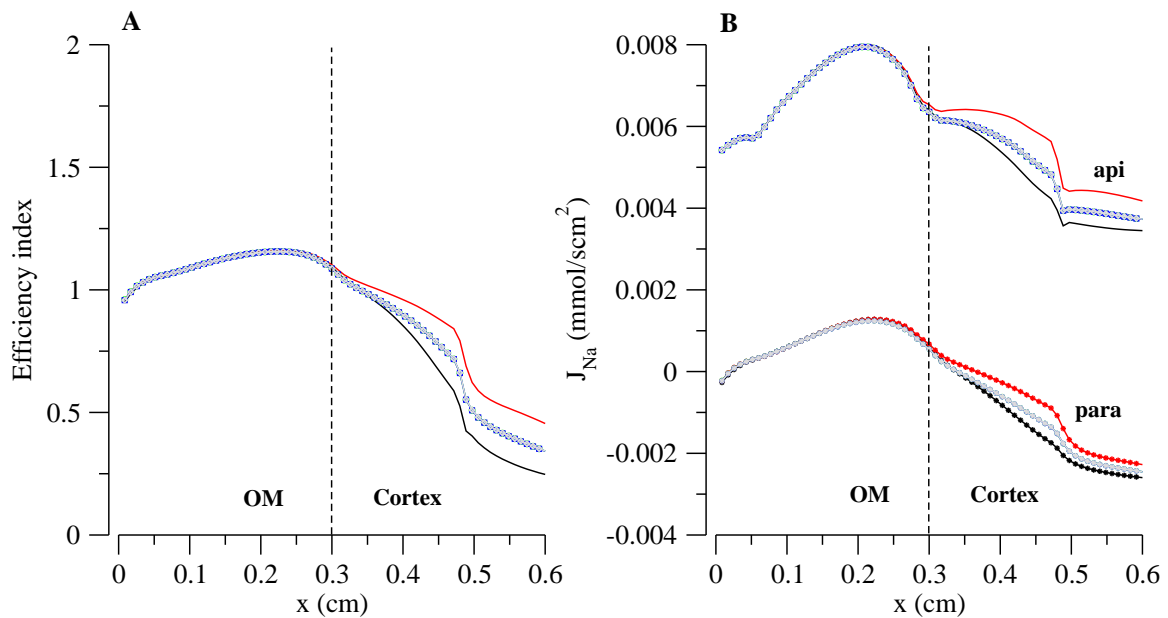 A
Efficiency index
2
1.5
1
0.5
0
OM
Cortex
0
0.1
0.2
0.3
0.4
0.5
0.6
x (cm)
B
J_Na (mmol/scm^2)
0.008
0.006
0.004
0.002
0
-0.002
-0.004
api
para
OM
Cortex
0
0.1
0.2
0.3
0.4
0.5
0.6
x (cm)